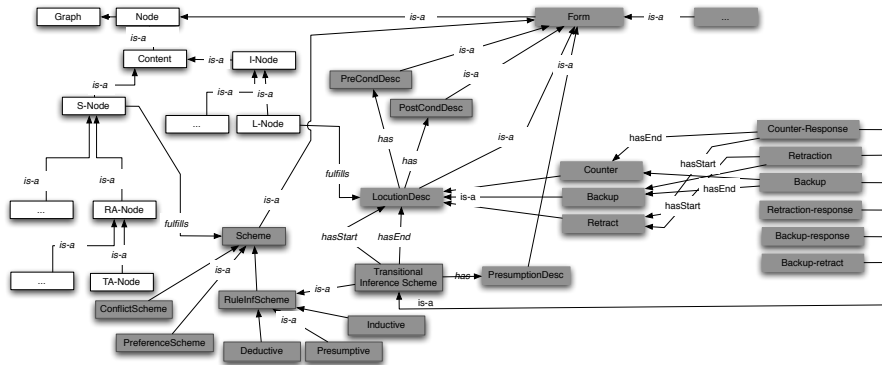 Graph
Node
is-a
Form
is-a
...
is-a
Content
is-a
I-Node
is-a
PreCondDesc
is-a
is-a
is-a
is-a
is-a
S-Node
PostCondDesc
...
L-Node
Counter-Response
hasEnd
has
is-a
has
hasStart
Retraction
is-a
is-a
fulfills
Counter
Backup
is-a
hasEnd
...
RA-Node
fulfills
LocutionDesc
is-a
Backup
hasStart
Retraction-response
Retract
Scheme
hasStart
hasEnd
Backup-response
is-a
is-a
is-a
Transitional
Inference Scheme
has
PresumptionDesc
Backup-retract
...
TA-Node
is-a
RuleInfScheme
is-a
ConflictScheme
is-a
Inductive
PreferenceScheme
Deductive
Presumptive